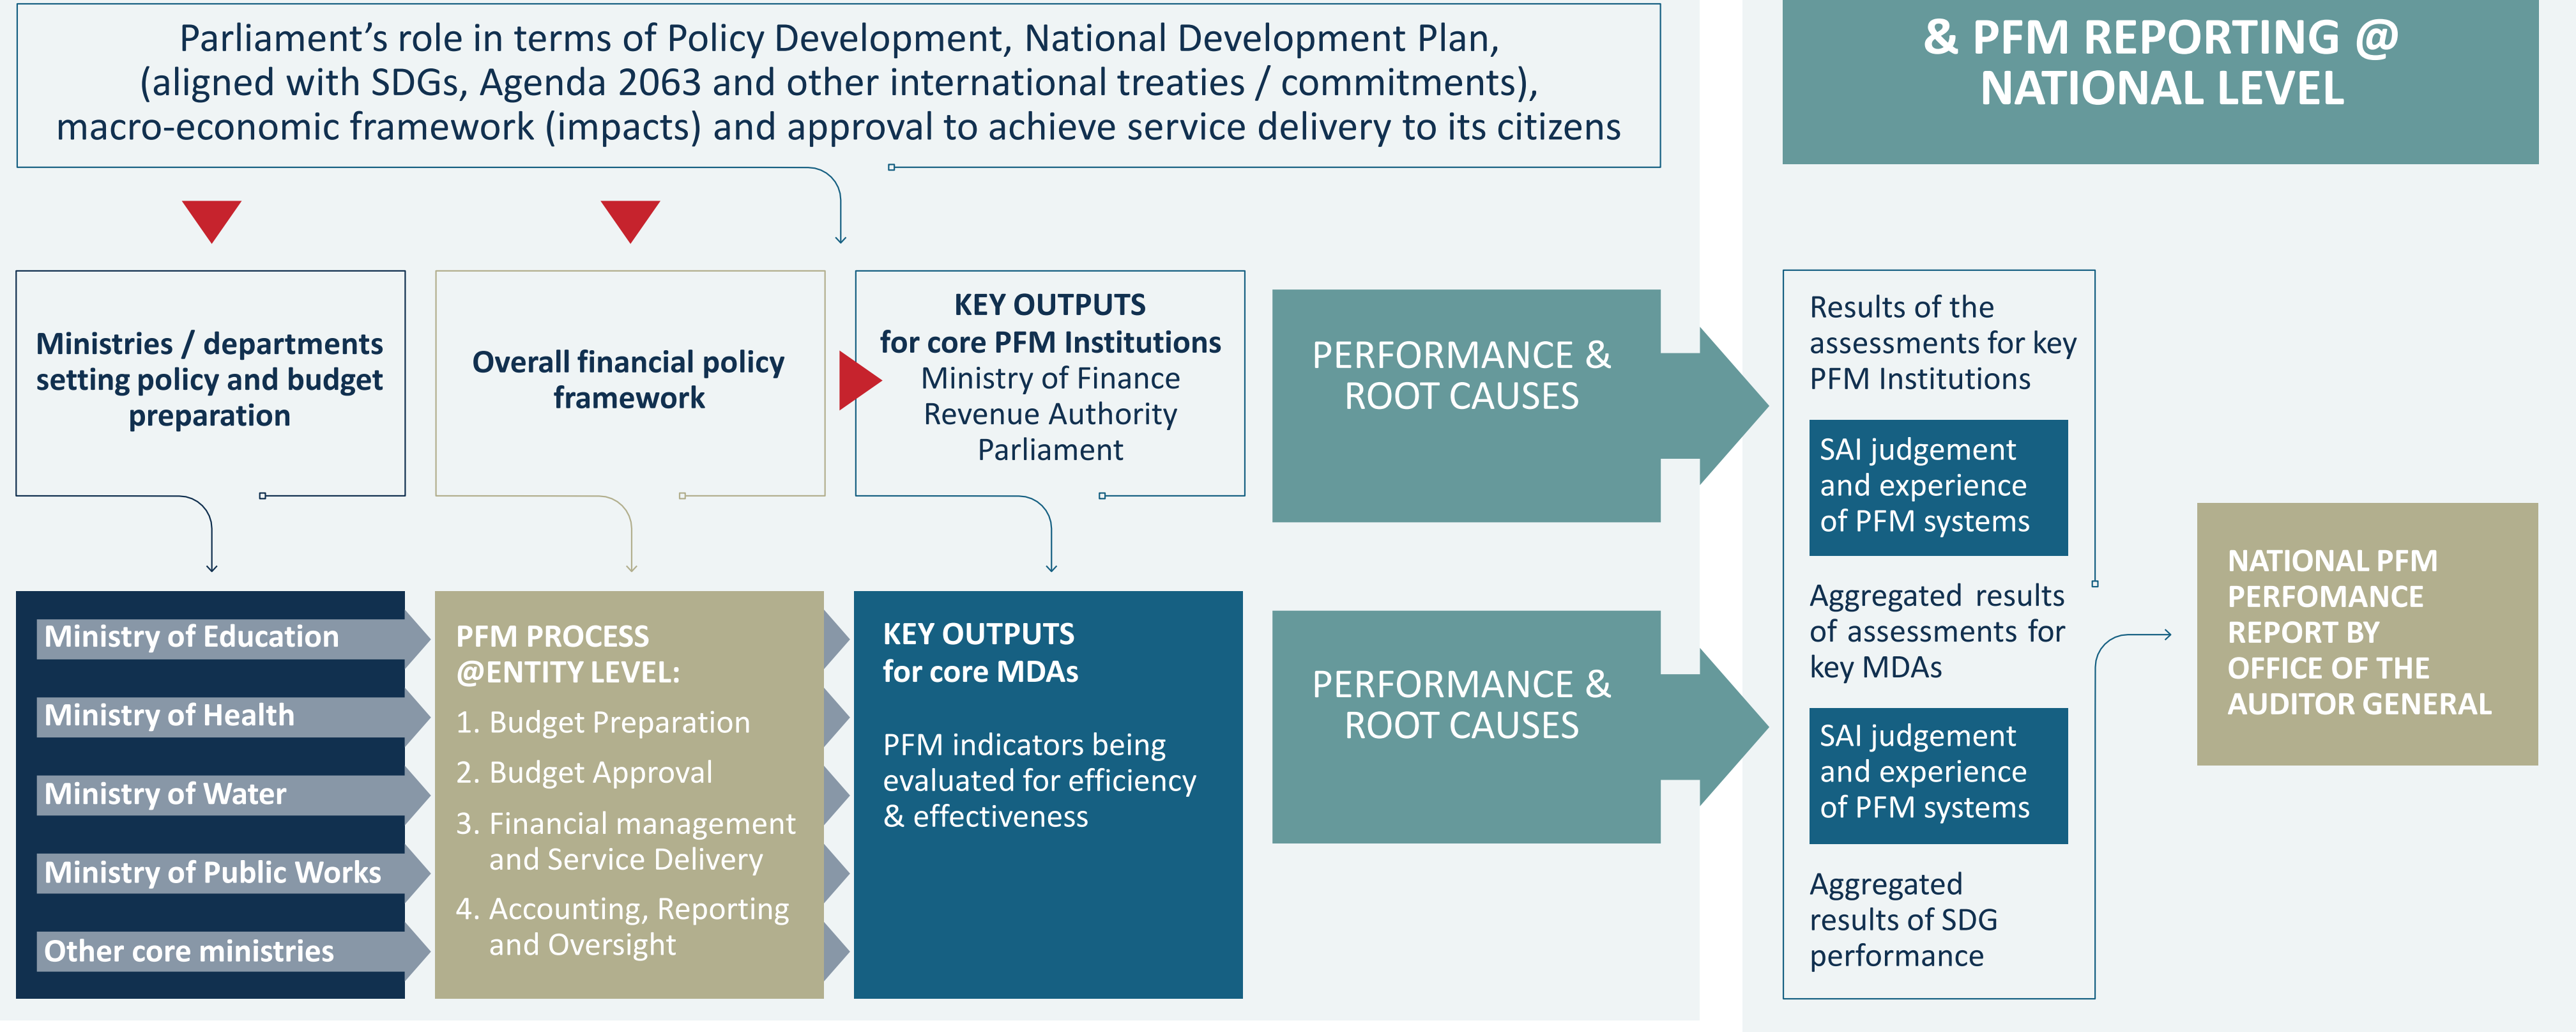 Parliament’s role in terms of Policy Development, National Development Plan,
(aligned with SDGs, Agenda 2063 and other international treaties / commitments),
macro-economic framework (impacts) and approval to achieve service delivery to its citizens
& PFM REPORTING @
NATIONAL LEVEL
Ministries / departments
setting policy and budget
preparation
Overall financial policy
framework
KEY OUTPUTS
for core PFM Institutions
Ministry of Finance
Revenue Authority
Parliament
PERFORMANCE &
ROOT CAUSES
Ministry of Education
Ministry of Health
Ministry of Water
Ministry of Public Works
Other core ministries
PFM PROCESS
@ENTITY LEVEL:
1. Budget Preparation
2. Budget Approval
3. Financial management
and Service Delivery
4. Accounting, Reporting
and Oversight
KEY OUTPUTS
for core MDAs
PFM indicators being
evaluated for efficiency
& effectiveness
PERFORMANCE &
ROOT CAUSES
Results of the
assessments for key
PFM Institutions
SAI judgement
and experience
of PFM systems
Aggregated results
of assessments for
key MDAs
SAI judgement
and experience
of PFM systems
Aggregated
results of SDG
performance
NATIONAL PFM
PERFOMANCE
REPORT BY
OFFICE OF THE
AUDITOR GENERAL